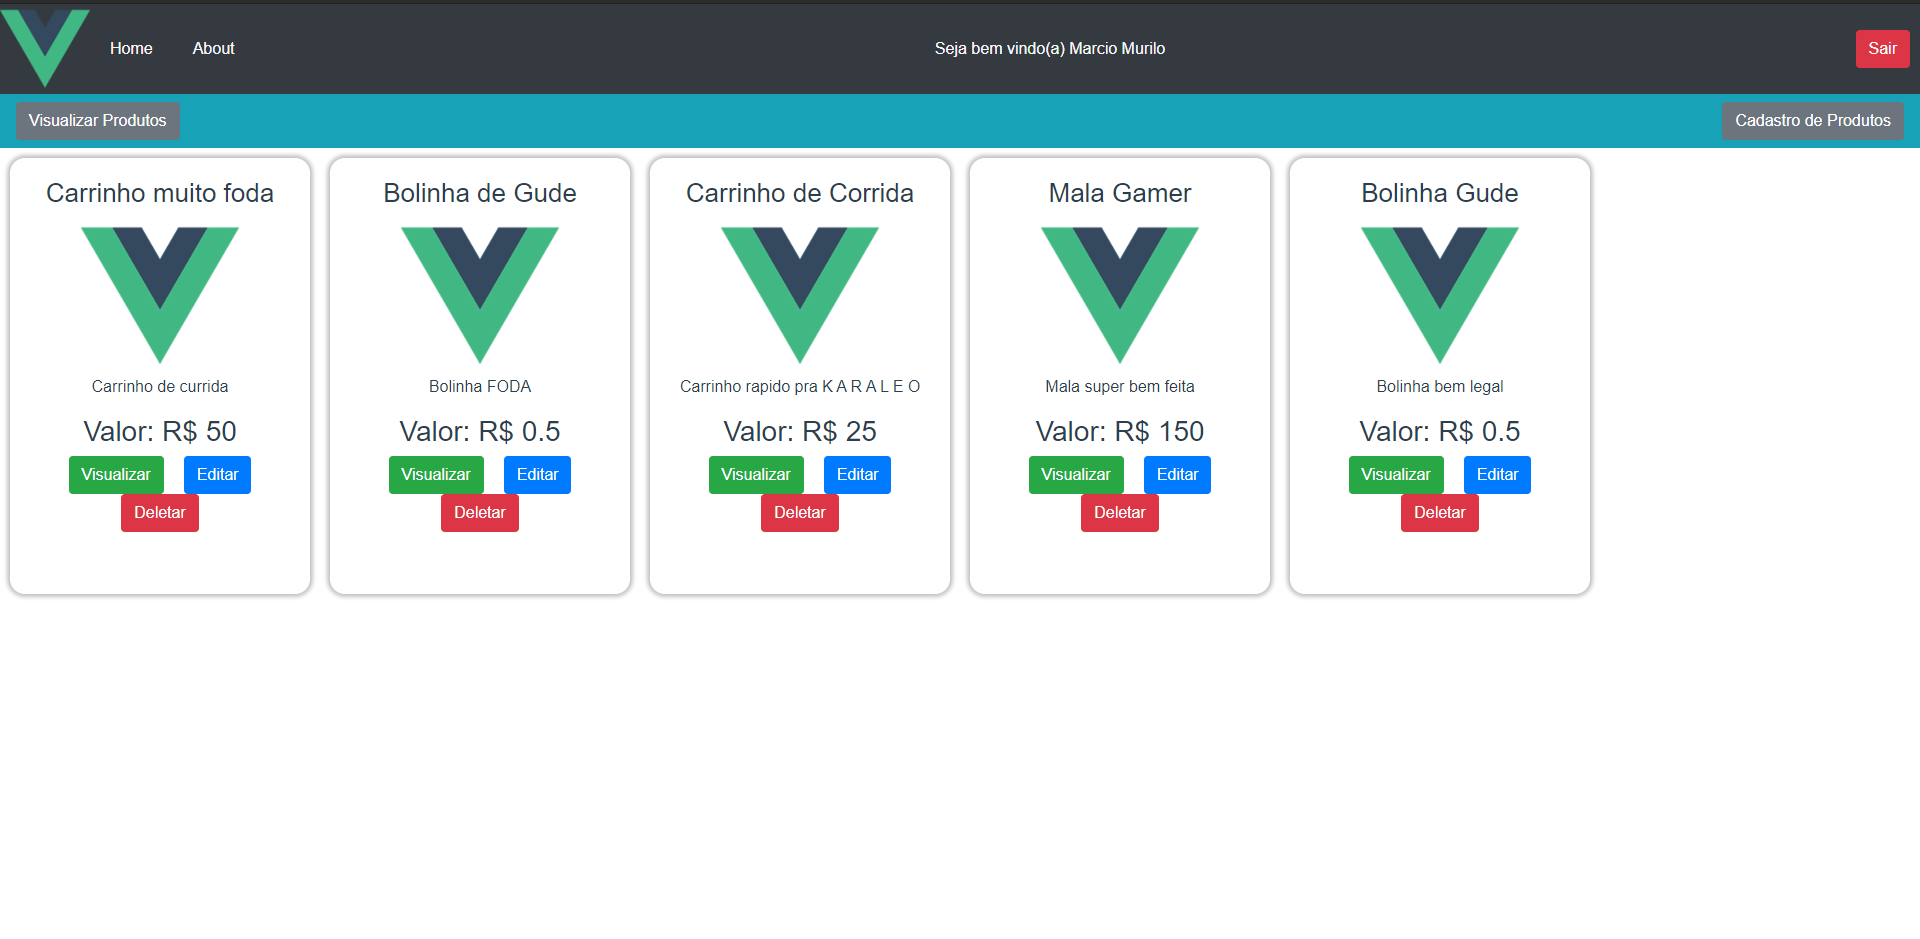 Home About Seja bem vindo(a) Marcio Murilo Sair
Visualizar Produtos Cadastro de Produtos
Carrinho muito foda
Carrinho de currida
Valor: R$ 50
Visualizar Editar
Deletar
Bolinha de Gude
Bolinha FODA
Valor: R$ 0.5
Visualizar Editar
Deletar
Carrinho de Corrida
Carrinho rapido pra K A R A L E O
Valor: R$ 25
Visualizar Editar
Deletar
Mala Gamer
Mala super bem feita
Valor: R$ 150
Visualizar Editar
Deletar
Bolinha Gude
Bolinha bem legal
Valor: R$ 0.5
Visualizar Editar
Deletar